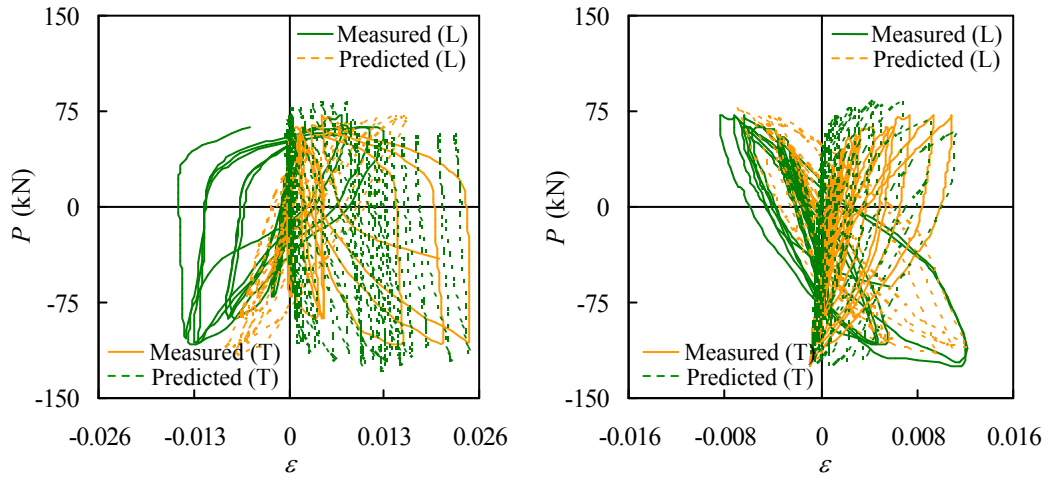 150
75
0
-75
-150
P (kN)
Measured (L)
Predicted (L)
Measured (T)
Predicted (T)
-0.026
-0.013
0
0.013
0.026
ε
150
75
0
-75
-150
P (kN)
Measured (L)
Predicted (L)
Measured (T)
Predicted (T)
-0.016
-0.008
0
0.008
0.016
ε